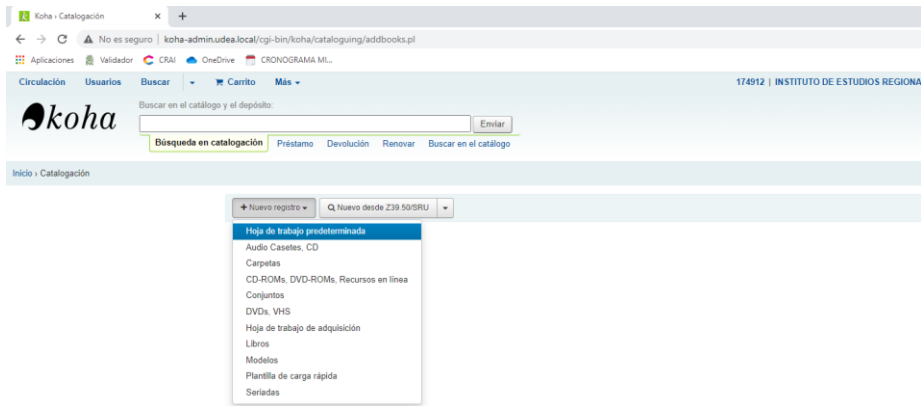 Koha › Catalogación
No es seguro | koha-admin.udea.local/cgi-bin/koha/cataloguing/addbooks.pl
Aplicaciones Validador CRAI OneDrive CRONOGRAMA MI...
Circulación Usuarios Buscar Carrito Más 174912 | INSTITUTO DE ESTUDIOS REGIONA
koha
Buscar en el catálogo y el depósito:
Enviar
Búsqueda en catalogación Préstamo Devolución Renovar Buscar en el catálogo
Inicio › Catalogación
+ Nuevo registro Nuevo desde Z39.50/SRU
Hoja de trabajo predeterminada
Audio Casetes, CD
Carpetas
CD-ROMs, DVD-ROMs, Recursos en línea
Conjuntos
DVDs, VHS
Hoja de trabajo de adquisición
Libros
Modelos
Plantilla de carga rápida
Seriadas